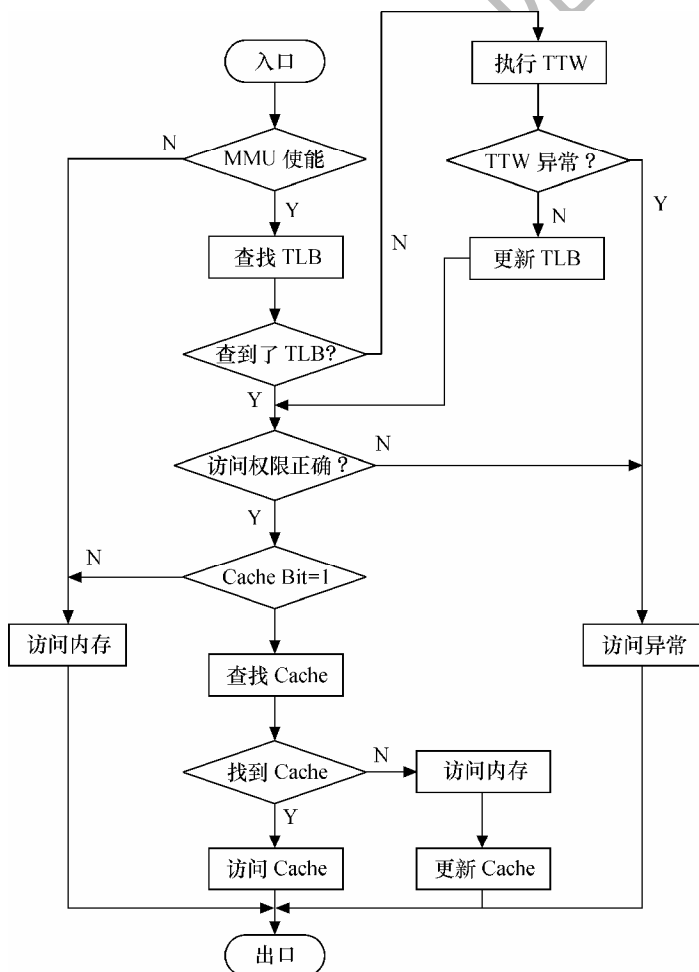 入口
执行 TTW
N
MMU 使能
TTW 异常？
Y
N
Y
查找 TLB
N
更新 TLB
查到了 TLB?
Y
N
访问权限正确？
Y
N
Cache Bit=1
访问内存
访问异常
查找 Cache
N
找到 Cache
访问内存
Y
访问 Cache
更新 Cache
出口